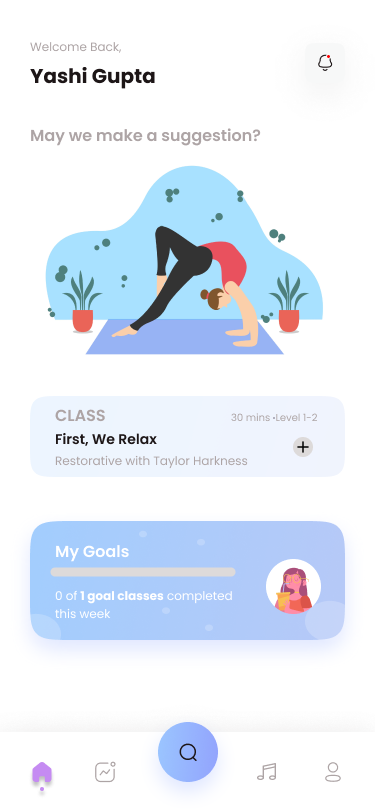 Welcome Back,
Yashi Gupta
May we make a suggestion?
CLASS
30 mins •Level 1-2
First, We Relax
Restorative with Taylor Harkness
My Goals
0 of 1 goal classes completed
this week